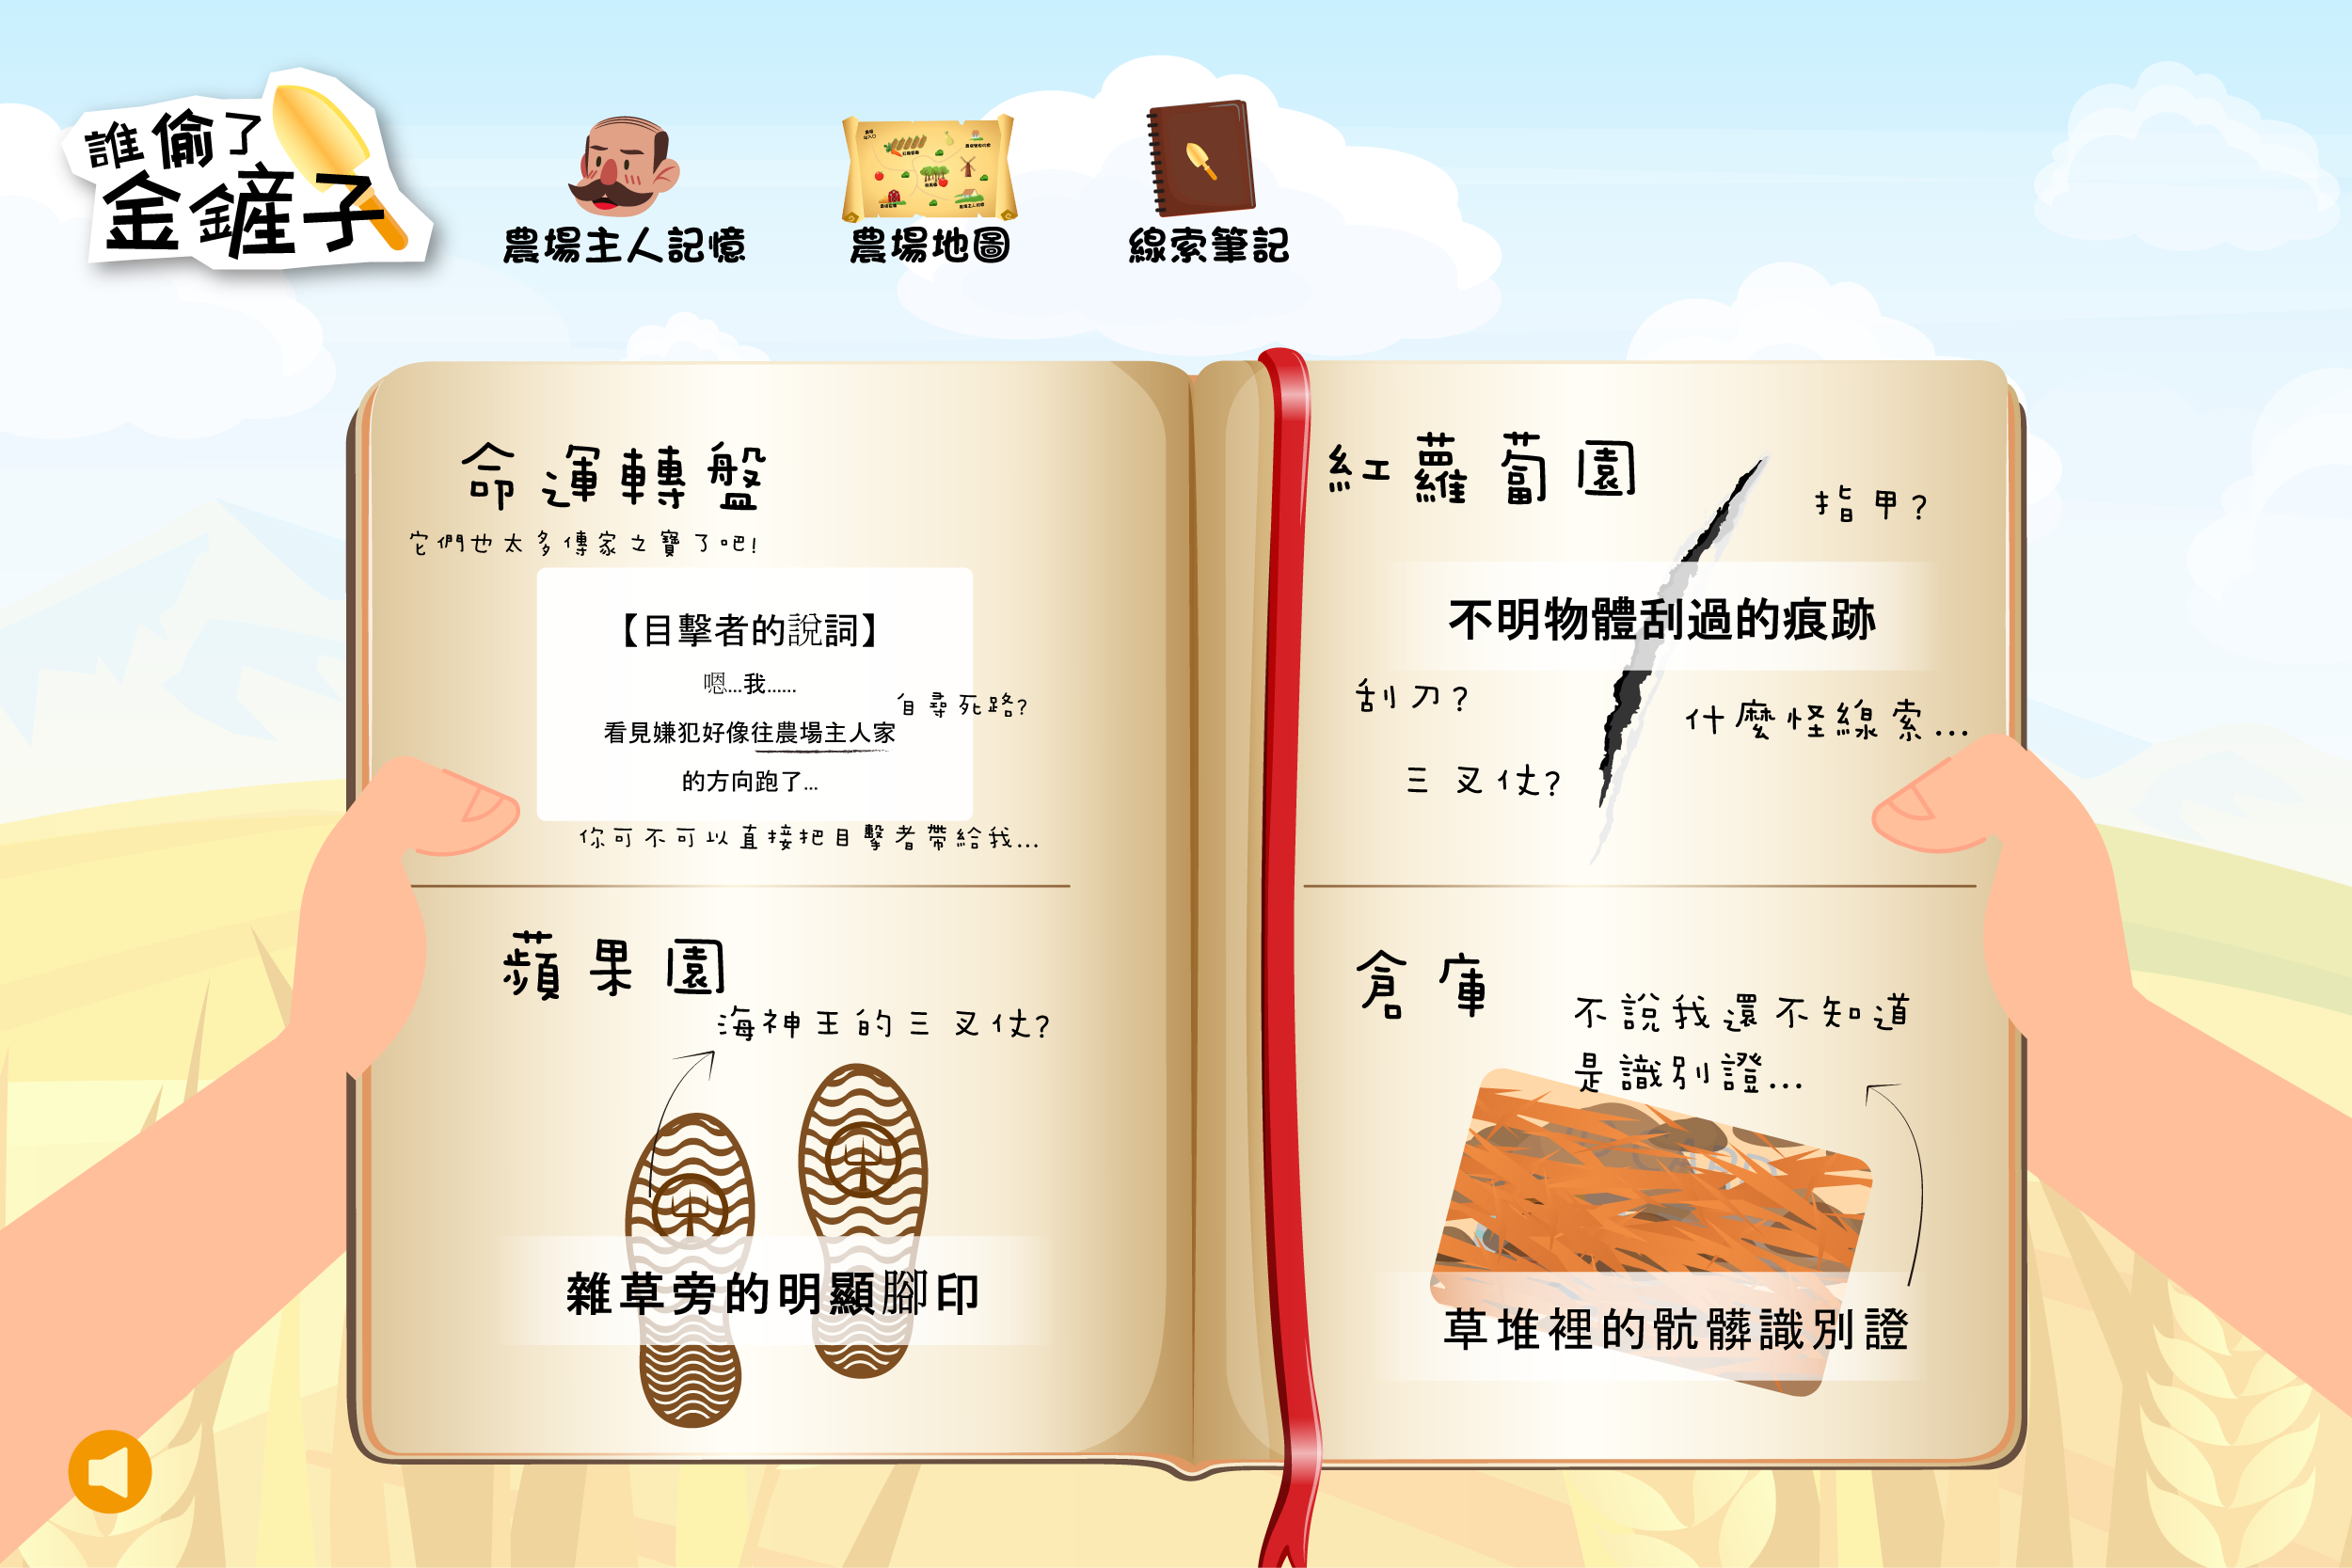 誰偷了
金鏟子
農場主人記憶
農場地圖
線索筆記
命運轉盤
它們也太多傳家之寶了吧!
【目擊者的說詞】
嗯...我......
自尋死路?
看見嫌犯好像往農場主人家
的方向跑了...
你可不可以直接把目擊者帶給我...
蘋果園
海神王的三叉仗?
雜草旁的明顯腳印
紅蘿蔔園
指甲?
不明物體刮過的痕跡
刮刀?
什麼怪線索...
三叉仗?
倉庫
不說我還不知道
是識別證...
草堆裡的骯髒識別證